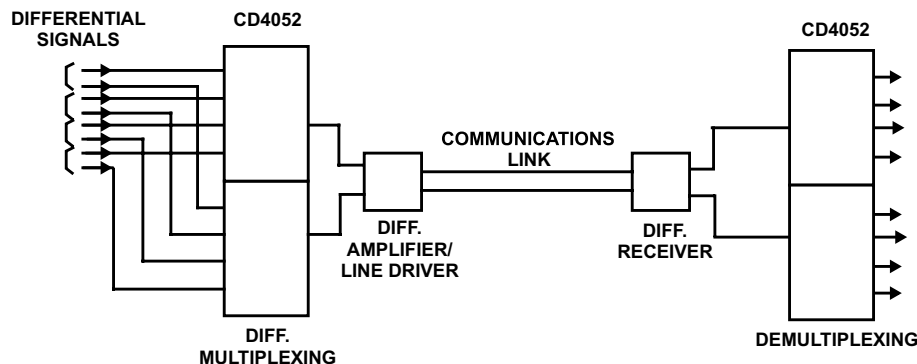 DIFFERENTIAL
SIGNALS
CD4052
CD4052
COMMUNICATIONS
LINK
DIFF.
AMPLIFIER/
LINE DRIVER
DIFF.
RECEIVER
DIFF.
MULTIPLEXING
DEMULTIPLEXING